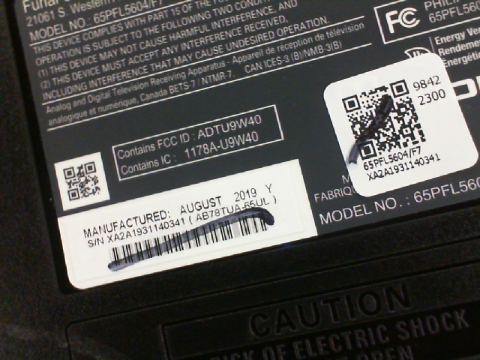 21061 S. Western
MODEL NO.: 65PFL5604/F7
THIS DEVICE COMPLIES WITH PART 15 OF THE
OPERATION IS SUBJECT TO THE FOLLOWING TWO CONDITIONS:
(1) THIS DEVICE MAY NOT CAUSE HARMFUL INTERFERENCE,
(2) THIS DEVICE MUST ACCEPT ANY INTERFERENCE
INCLUDING INTERFERENCE THAT MAY CAUSE UNDESIRED OPERATION.
Analog and Digital Television Receiving Apparatus - Appareil de réception de télévision
analogique et numérique, Canada BETS-7 / NTMR-7. CAN ICES-3 (B)/NMB-3(B)
FC
Energy
Contains FCC ID : ADTU9W40
Contains IC : 1178A-U9W40
9842
2300
65PFL5604/F7
XA2A1931140341
MANUFACTURED: AUGUST 2019 Y
S/N XA2A1931140341 ( AB78TUA-65UL )
65PFL560
MODEL NO.:
CAUTION
OF ELECTRIC SHOCK
OPEN